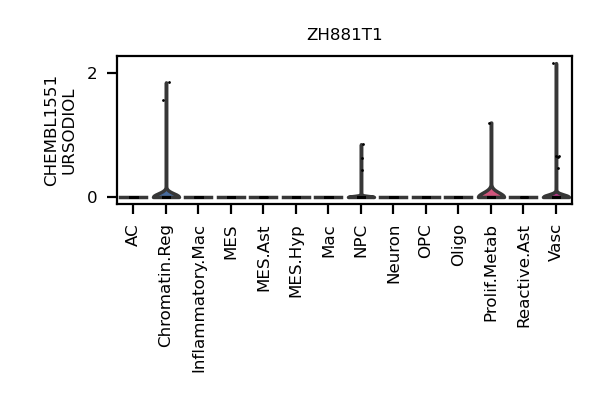 ZH881T1
CHEMBL1551
URSODIOL
2
0
AC
Chromatin.Reg
Inflammatory.Mac
MES
MES.Ast
MES.Hyp
Mac
NPC
Neuron
OPC
Oligo
Prolif.Metab
Reactive.Ast
Vasc